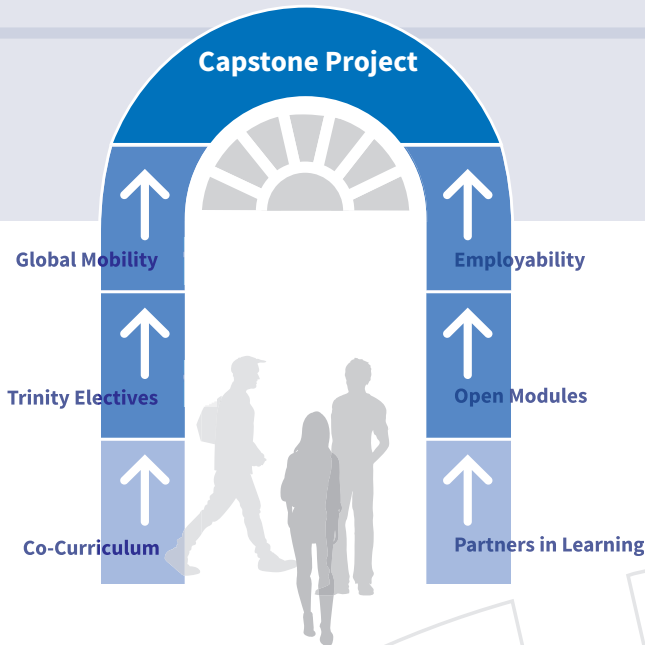 Capstone Project
Global Mobility
Employability
Trinity Electives
Open Modules
Co-Curriculum
Partners in Learning